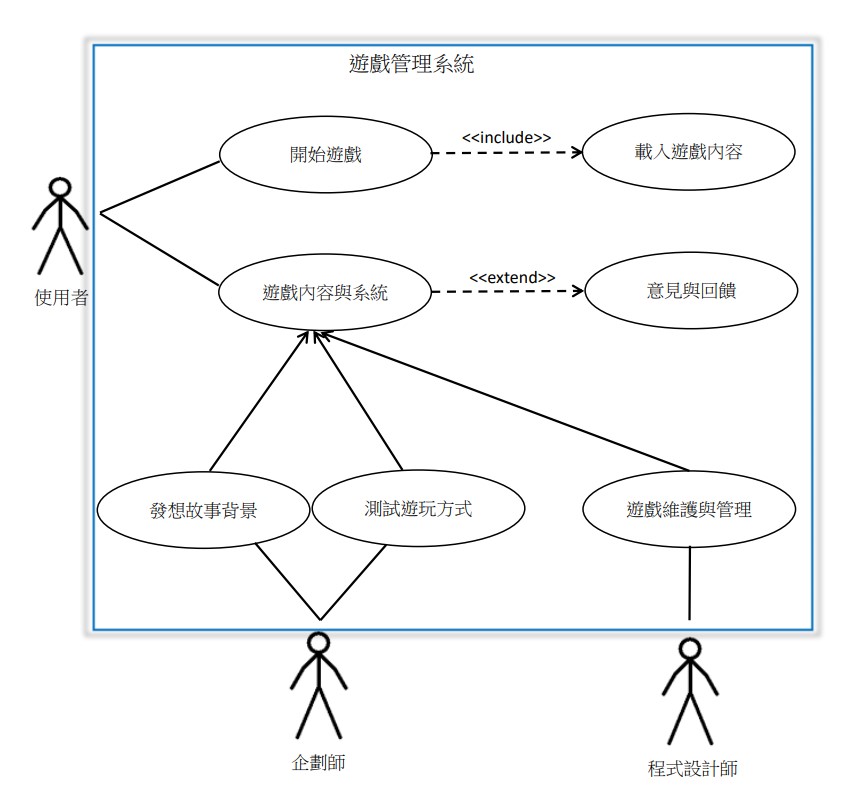 遊戲管理系統
開始遊戲
<<include>>
載入遊戲內容
使用者
遊戲內容與系統
<<extend>>
意見與回饋
發想故事背景
測試遊玩方式
遊戲維護與管理
企劃師
程式設計師